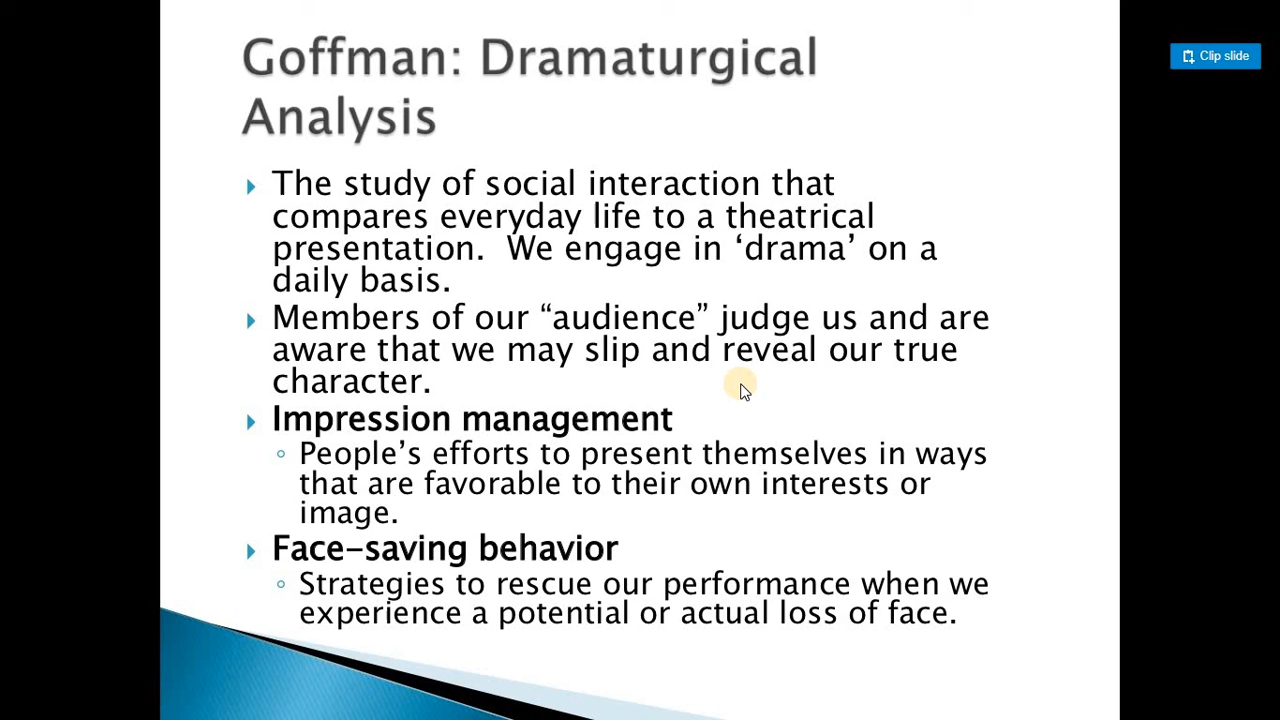 Goffman: Dramaturgical
Analysis
Clip slide
The study of social interaction that
compares everyday life to a theatrical
presentation. We engage in ‘drama’ on a
daily basis.
Members of our “audience” judge us and are
aware that we may slip and reveal our true
character.
Impression management
People’s efforts to present themselves in ways
that are favorable to their own interests or
image.
Face-saving behavior
Strategies to rescue our performance when we
experience a potential or actual loss of face.